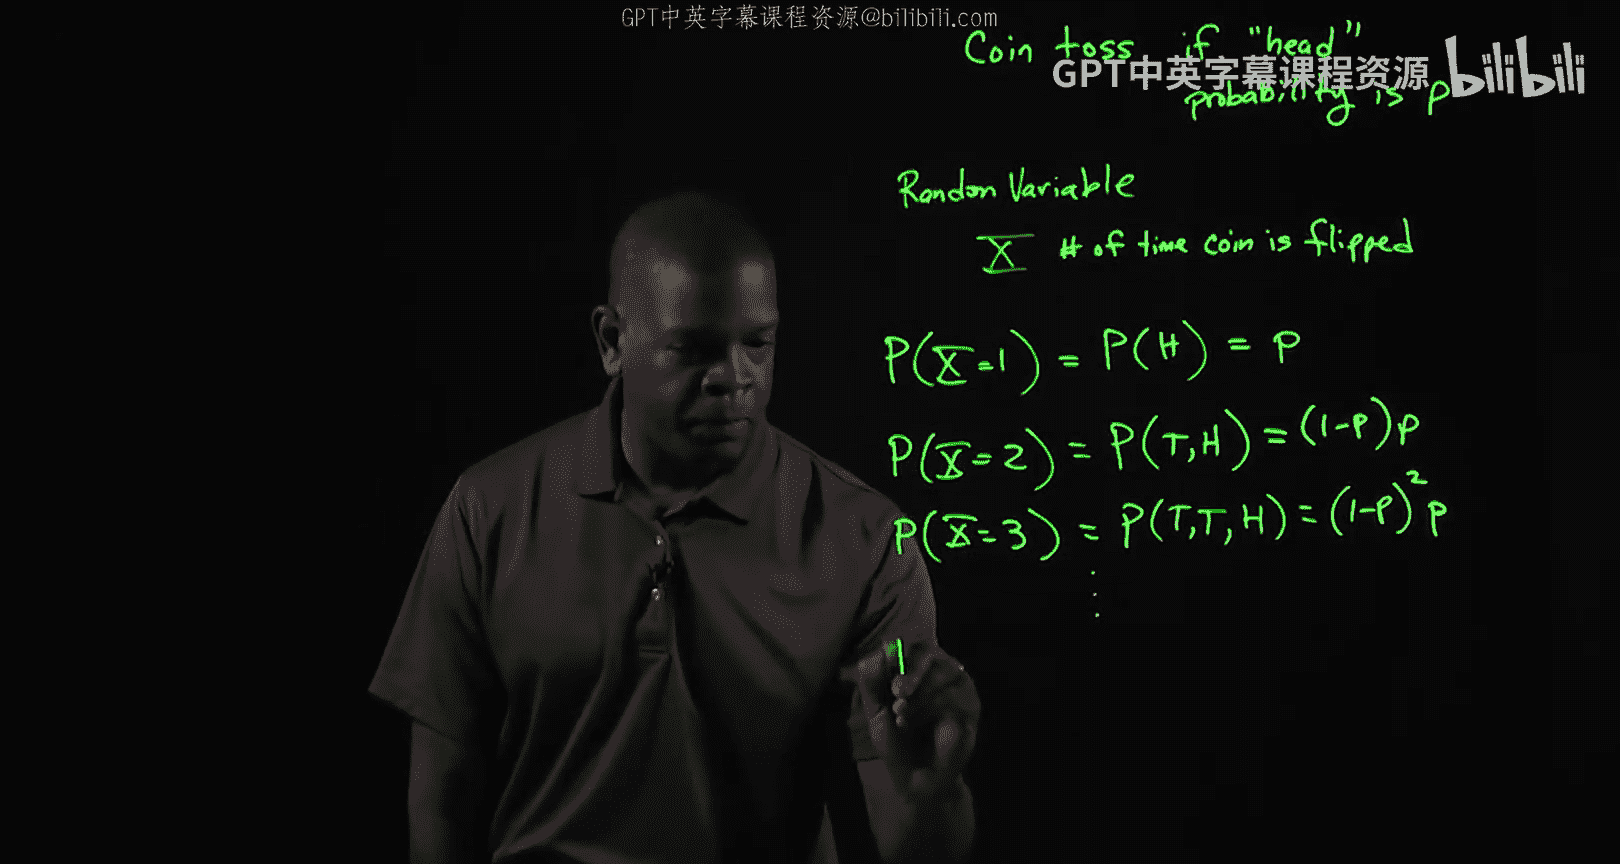 GPT中英字幕课程资源@bilibili.com
Coin toss if "head"
GPT中英字幕课程资源 bilibili
probability is p
Random Variable
X # of time coin is flipped
P(X=1) = P(H) = p
P(X=2) = P(T,H) = (1-p)p
P(X=3) = P(T,T,H) = (1-p)² p
⋮